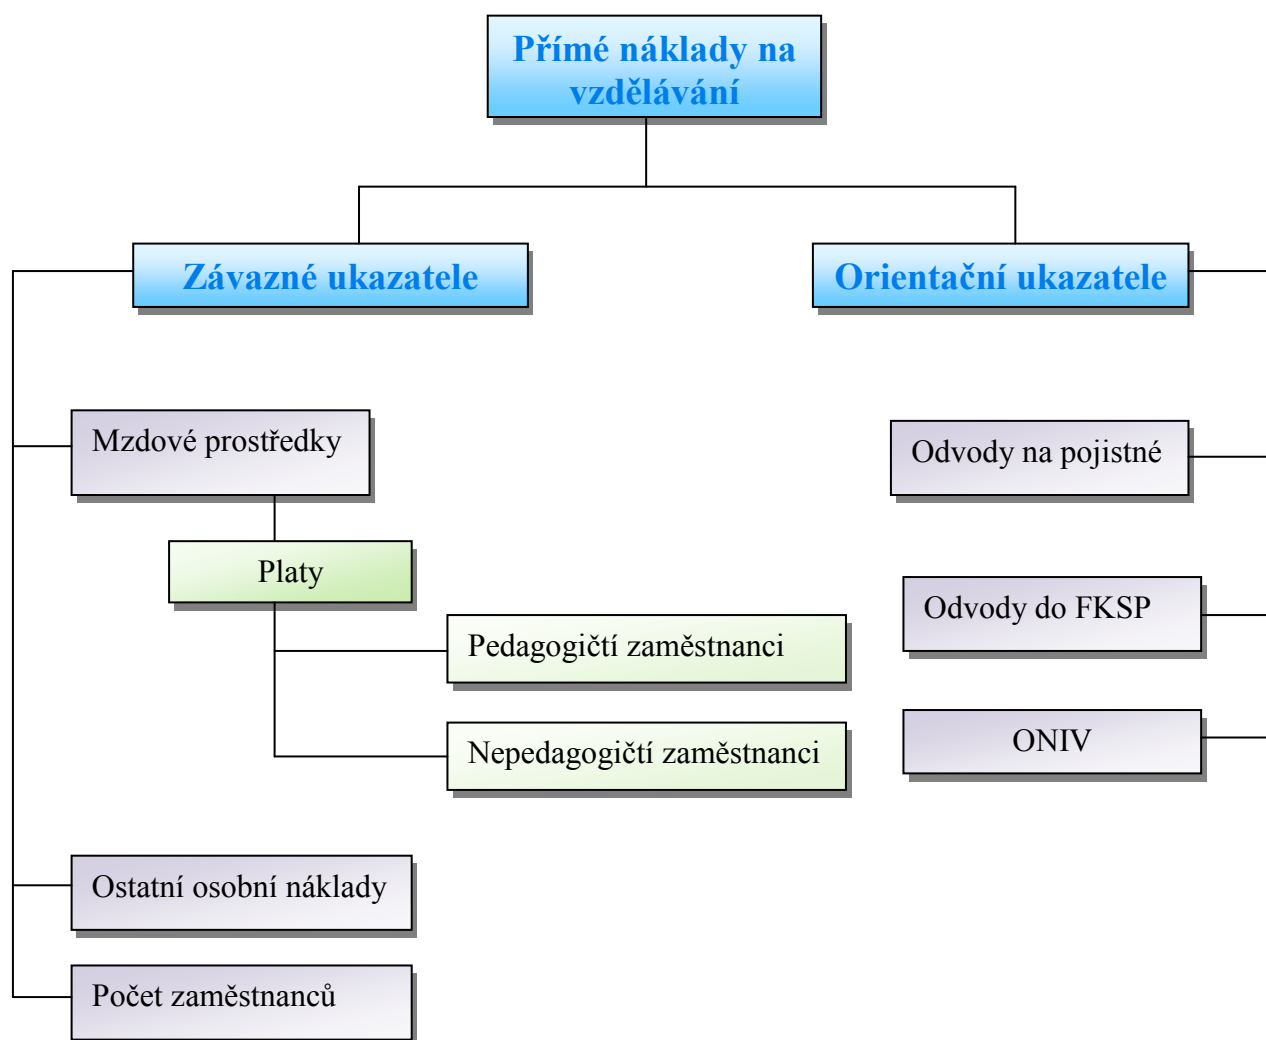 Přímé náklady na
vzdělávání
Závazné ukazatele
Orientační ukazatele
Mzdové prostředky
Odvody na pojistné
Platy
Odvody do FKSP
Pedagogičtí zaměstnanci
Nepedagogičtí zaměstnanci
ONIV
Ostatní osobní náklady
Počet zaměstnanců